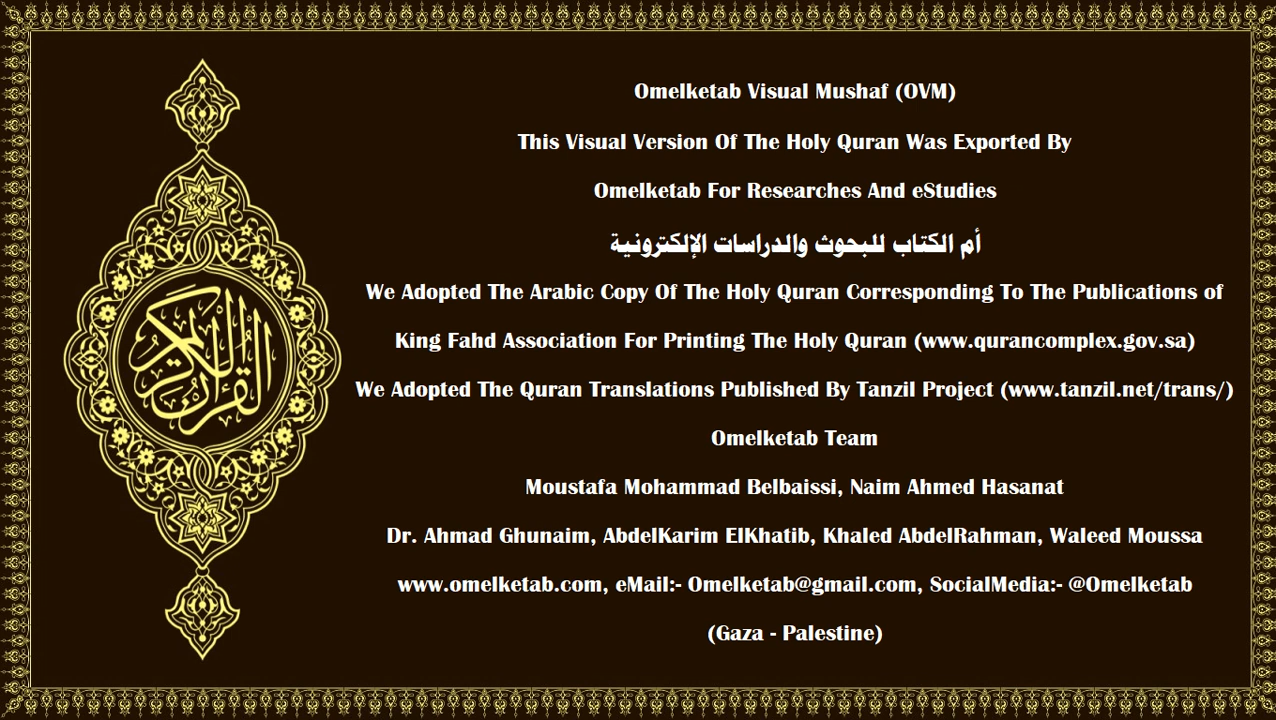 Omelketab Visual Mushaf (OVM)
This Visual Version Of The Holy Quran Was Exported By
Omelketab For Researches And eStudies
أم الكتاب للبحوث والدراسات الإلكترونية
We Adopted The Arabic Copy Of The Holy Quran Corresponding To The Publications of
King Fahd Association For Printing The Holy Quran (www.qurancomplex.gov.sa)
We Adopted The Quran Translations Published By Tanzil Project (www.tanzil.net/trans/)
Omelketab Team
Moustafa Mohammad Belbaissi, Naim Ahmed Hasanat
Dr. Ahmad Ghunaim, AbdelKarim ElKhatib, Khaled AbdelRahman, Waleed Moussa
www.omelketab.com, eMail:- Omelketab@gmail.com, SocialMedia:- @Omelketab
(Gaza - Palestine)
القرآن الكريم